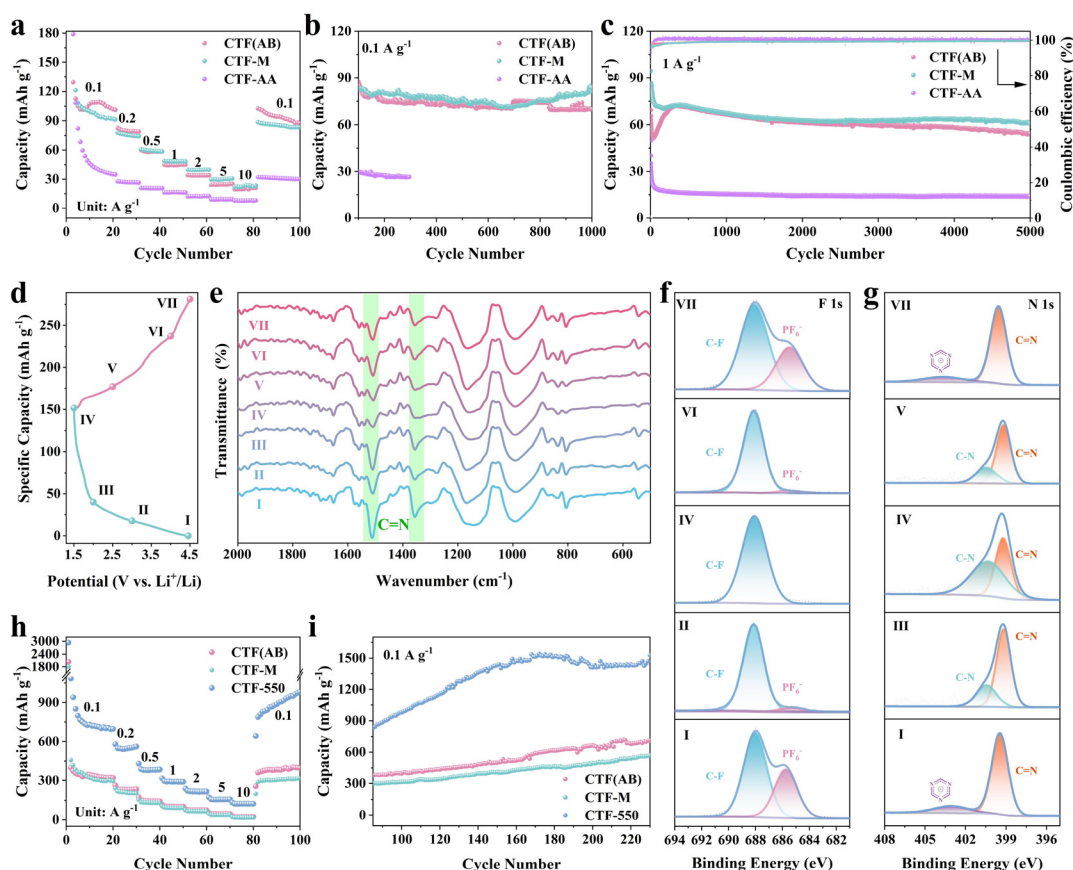 a
Capacity (mAh g⁻¹)
180
150
120
90
60
30
0
0.1
0.2
0.5
1
2
5
10
0.1
CTF(AB)
CTF-M
CTF-AA
Unit: A g⁻¹
0 20 40 60 80 100
Cycle Number
b
Capacity (mAh g⁻¹)
120
90
60
30
0
0.1 A g⁻¹
CTF(AB)
CTF-M
CTF-AA
200 400 600 800 1000
Cycle Number
c
Capacity (mAh g⁻¹)
120
90
60
30
0
1 A g⁻¹
CTF(AB)
CTF-M
CTF-AA
100
80
60
40
20
0
Coulombic efficiency (%)
0 1000 2000 3000 4000 5000
Cycle Number
d
Specific Capacity (mAh g⁻¹)
250
200
150
100
50
0
VII
VI
V
IV
III
II
I
1.5 2.5 3.5 4.5
Potential (V vs. Li⁺/Li)
e
Transmittance (%)
VII
VI
V
IV
III
II
I
C=N
2000 1800 1600 1400 1200 1000 800 600
Wavenumber (cm⁻¹)
f
VII F 1s
C-F
PF₆⁻
VI
C-F
PF₆⁻
IV
C-F
II
C-F
PF₆⁻
I
C-F
PF₆⁻
694 692 690 688 686 684 682
Binding Energy (eV)
g
VII N 1s
C=N
V
C-N
C=N
IV
C-N
C=N
III
C-N
C=N
I
C=N
408 405 402 399 396
Binding Energy (eV)
h
Capacity (mAh g⁻¹)
3000
2400
1800
900
600
300
0
0.1
0.2
0.5
1
2
5
10
0.1
CTF(AB)
CTF-M
CTF-550
Unit: A g⁻¹
0 20 40 60 80 100
Cycle Number
i
Capacity (mAh g⁻¹)
1500
1200
900
600
300
0
0.1 A g⁻¹
CTF(AB)
CTF-M
CTF-550
100 120 140 160 180 200 220
Cycle Number